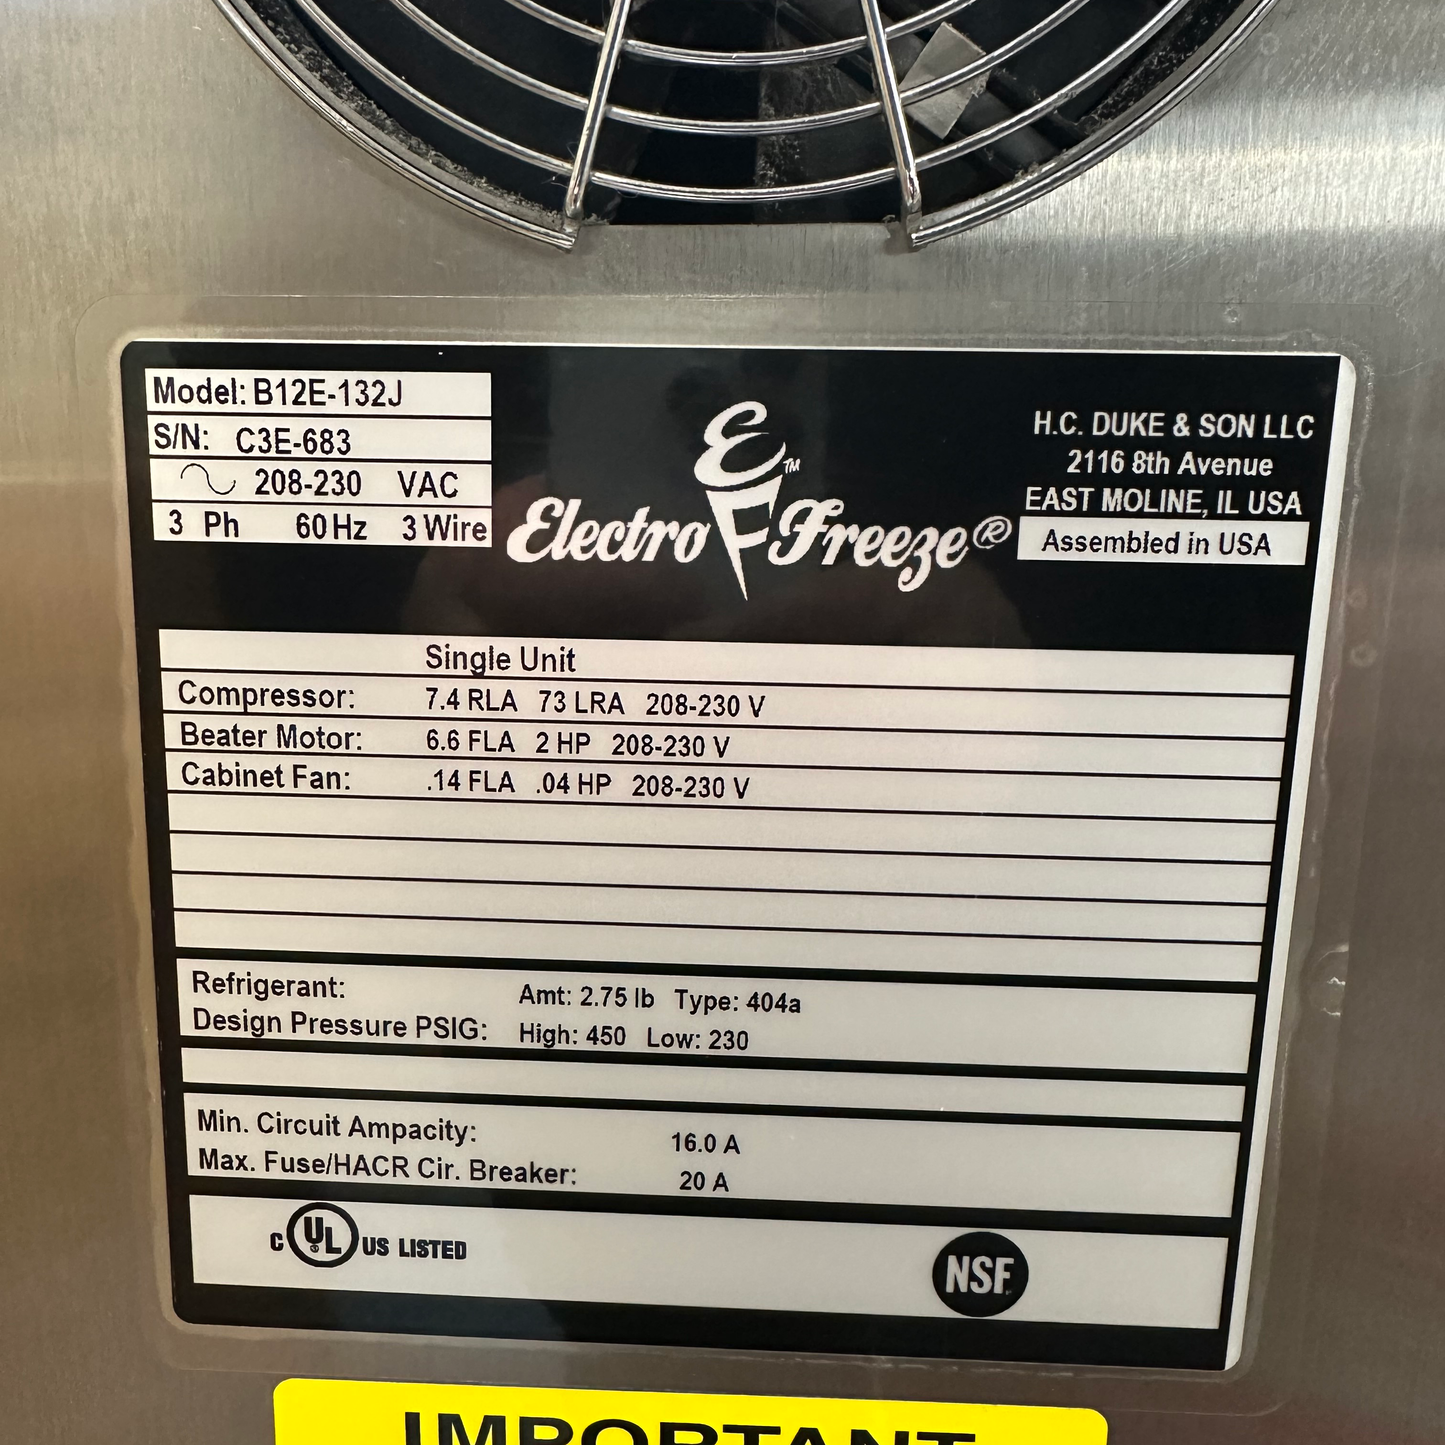 Model: B12E-132J
S/N: C3E-683
208-230 VAC
3 Ph 60 Hz 3 Wire
E
F
TM
Electro Freeze®
H.C. DUKE & SON LLC
2116 8th Avenue
EAST MOLINE, IL USA
Assembled in USA
Single Unit
Compressor: 7.4 RLA 73 LRA 208-230 V
Beater Motor: 6.6 FLA 2 HP 208-230 V
Cabinet Fan: .14 FLA .04 HP 208-230 V
Refrigerant: Amt: 2.75 lb Type: 404a
Design Pressure PSIG: High: 450 Low: 230
Min. Circuit Ampacity: 16.0 A
Max. Fuse/HACR Cir. Breaker: 20 A
C UL® US LISTED
NSF
IMPORTANT